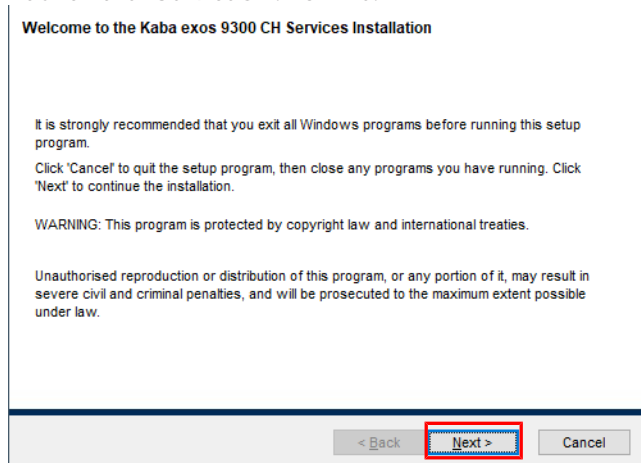 Welcome to the Kaba exos 9300 CH Services Installation
It is strongly recommended that you exit all Windows programs before running this setup
program.
Click 'Cancel' to quit the setup program, then close any programs you have running. Click
'Next' to continue the installation.
WARNING: This program is protected by copyright law and international treaties.
Unauthorised reproduction or distribution of this program, or any portion of it, may result in
severe civil and criminal penalties, and will be prosecuted to the maximum extent possible
under law.
< Back Next > Cancel